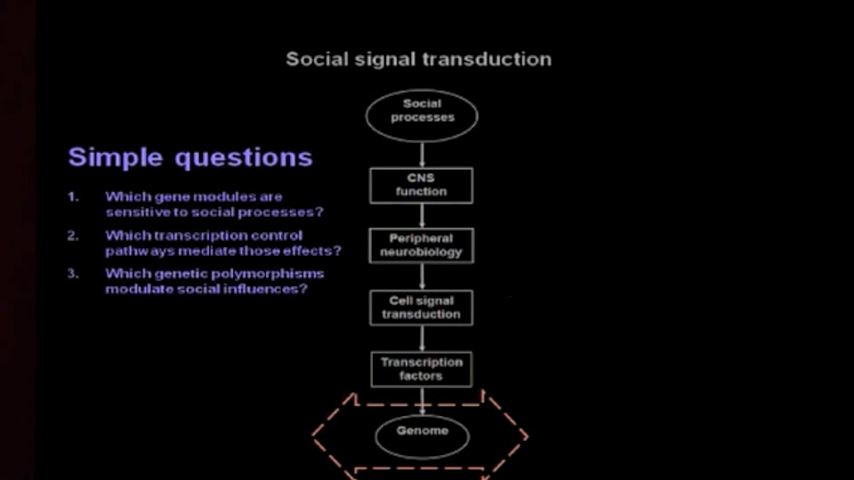 Social signal transduction
Simple questions
1. Which gene modules are
sensitive to social processes?
2. Which transcription control
pathways mediate those effects?
3. Which genetic polymorphisms
modulate social influences?
Social
processes
CNS
function
Peripheral
neurobiology
Cell signal
transduction
Transcription
factors
Genome